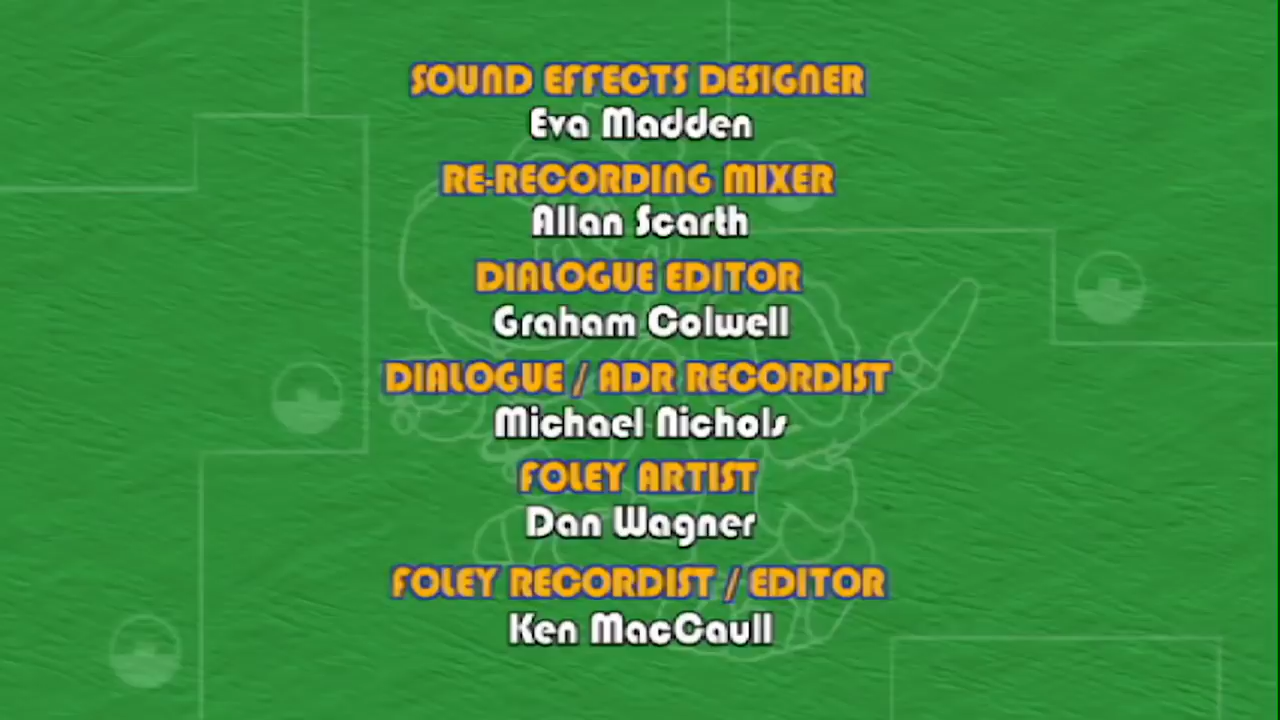 SOUND EFFECTS DESIGNER
Eva Madden
RE-RECORDING MIXER
Allan Scarth
DIALOGUE EDITOR
Graham Colwell
DIALOGUE / ADR RECORDIST
Michael Nichols
FOLEY ARTIST
Dan Wagner
FOLEY RECORDIST / EDITOR
Ken MacCaull